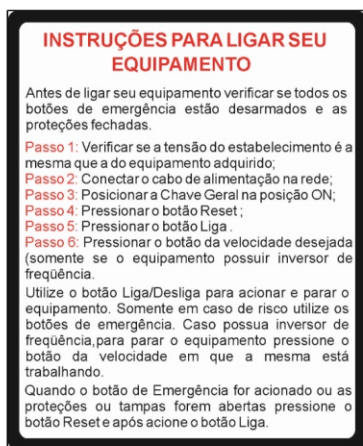 INSTRUÇÕES PARA LIGAR SEU
EQUIPAMENTO
Antes de ligar seu equipamento verificar se todos os
botões de emergência estão desarmados e as
proteções fechadas.
Passo 1: Verificar se a tensão do estabelecimento é a
mesma que a do equipamento adquirido;
Passo 2: Conectar o cabo de alimentação na rede;
Passo 3: Posicionar a Chave Geral na posição ON;
Passo 4: Pressionar o botão Reset ;
Passo 5: Pressionar o botão Liga .
Passo 6: Pressionar o botão da velocidade desejada
(somente se o equipamento possuir inversor de
freqüência.
Utilize o botão Liga/Desliga para acionar e parar o
equipamento. Somente em caso de risco utilize os
botões de emergência. Caso possua inversor de
freqüência,para parar o equipamento pressione o
botão da velocidade em que a mesma está
trabalhando.
Quando o botão de Emergência for acionado ou as
proteções ou tampas forem abertas pressione o
botão Reset e após acione o botão Liga.